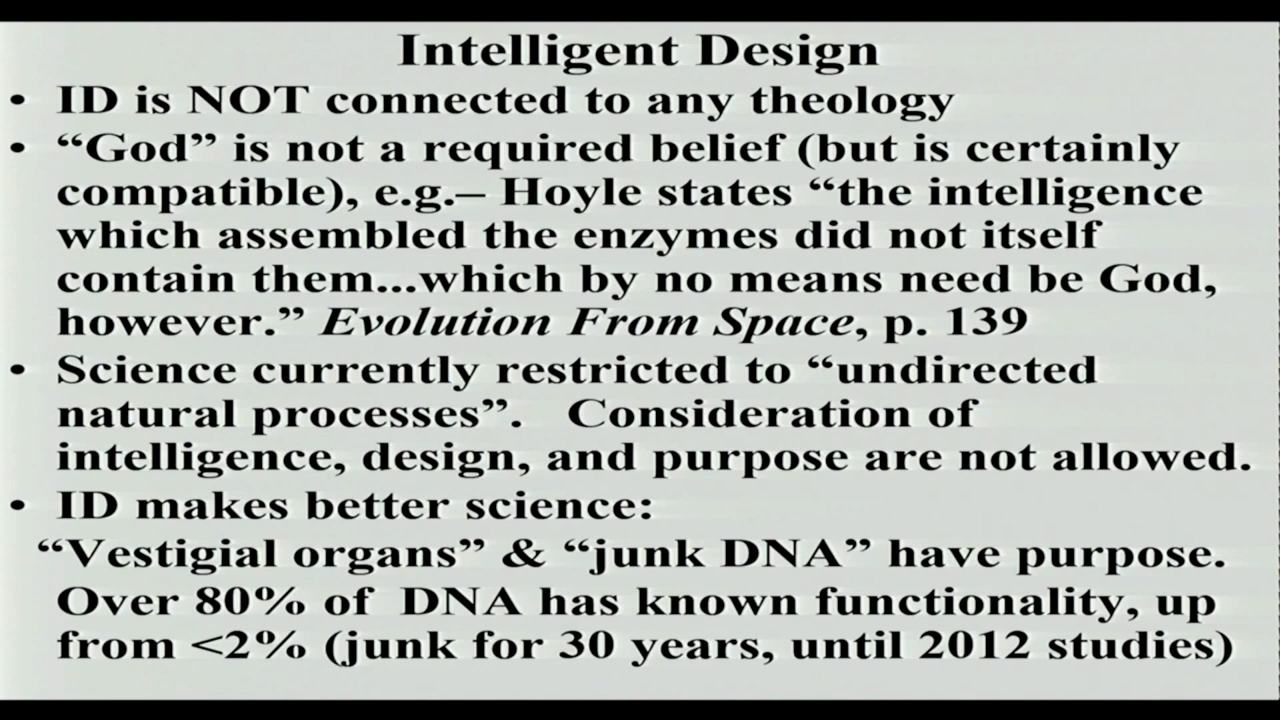 Intelligent Design
• ID is NOT connected to any theology
• “God” is not a required belief (but is certainly
compatible), e.g.– Hoyle states “the intelligence
which assembled the enzymes did not itself
contain them...which by no means need be God,
however.” Evolution From Space, p. 139
• Science currently restricted to “undirected
natural processes”.   Consideration of
intelligence, design, and purpose are not allowed.
• ID makes better science:
“Vestigial organs” & “junk DNA” have purpose.
Over 80% of  DNA has known functionality, up
from <2% (junk for 30 years, until 2012 studies)